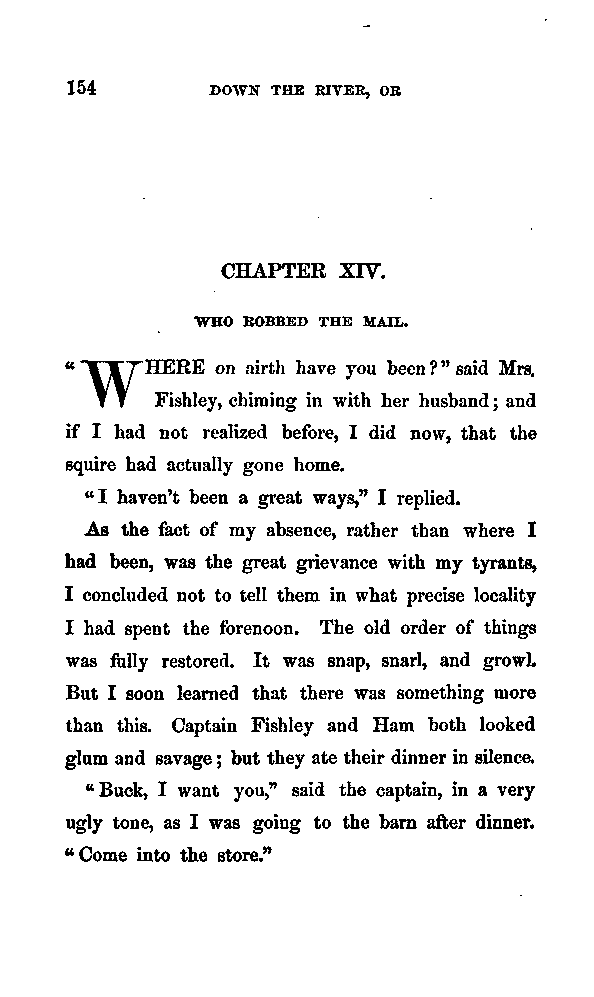 154 DOWN THE RIVER, OR
CHAPTER XIV.
WHO ROBBED THE MAIL.
"WHERE on airth have you been?" said Mrs.
Fishley, chiming in with her husband; and
if I had not realized before, I did now, that the
squire had actually gone home.
"I haven't been a great ways," I replied.
As the fact of my absence, rather than where I
had been, was the great grievance with my tyrants,
I concluded not to tell them in what precise locality
I had spent the forenoon. The old order of things
was fully restored. It was snap, snarl, and growl.
But I soon learned that there was something more
than this. Captain Fishley and Ham both looked
glum and savage; but they ate their dinner in silence.
"Buck, I want you," said the captain, in a very
ugly tone, as I was going to the barn after dinner.
"Come into the store."